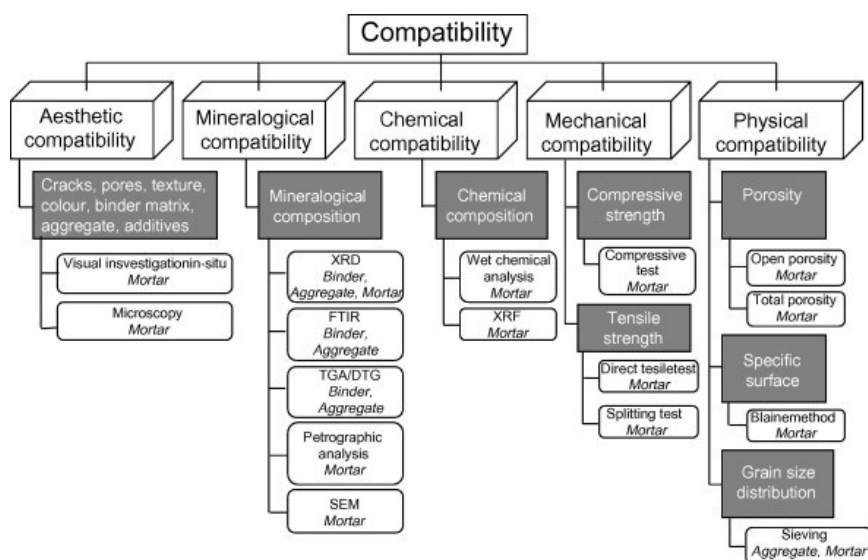 Compatibility
Aesthetic
compatibility
Mineralogical
compatibility
Chemical
compatibility
Mechanical
compatibility
Physical
compatibility
Cracks, pores, texture,
colour, binder matrix,
aggregate, additives
Visual insvestigationin-situ
Mortar
Microscopy
Mortar
Mineralogical
composition
XRD
Binder,
Aggregate, Mortar
FTIR
Binder,
Aggregate
TGA/DTG
Binder,
Aggregate
Petrographic
analysis
Mortar
SEM
Mortar
Chemical
composition
Wet chemical
analysis
Mortar
XRF
Mortar
Compressive
strength
Compressive
test
Mortar
Tensile
strength
Direct tesiletest
Mortar
Splitting test
Mortar
Porosity
Open porosity
Mortar
Total porosity
Mortar
Specific
surface
Blainemethod
Mortar
Grain size
distribution
Sieving
Aggregate, Mortar